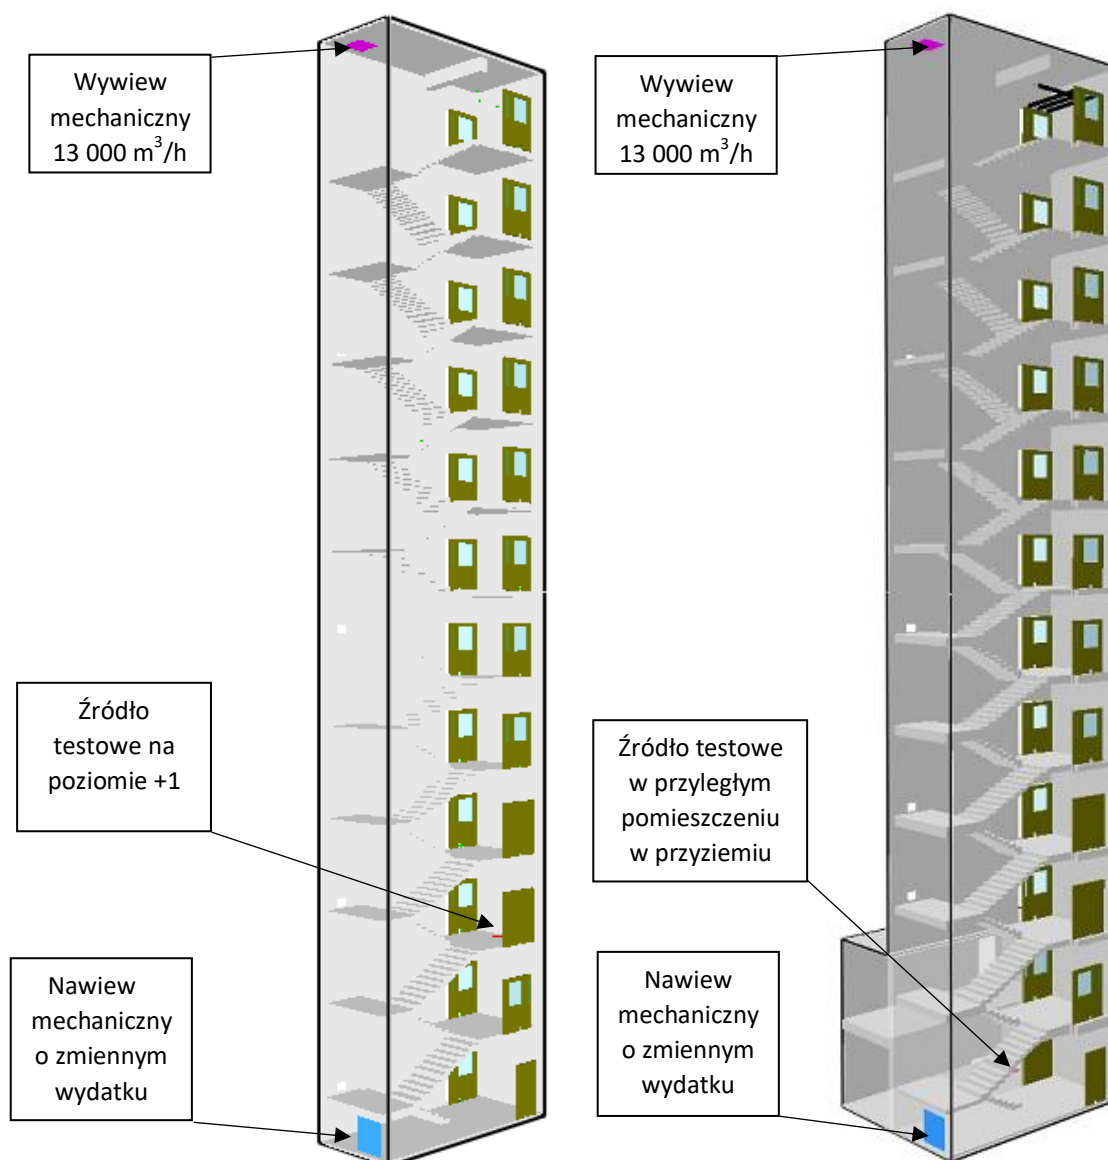 Wywiew
mechaniczny
13 000 m³/h
Wywiew
mechaniczny
13 000 m³/h
Źródło
testowe na
poziomie +1
Źródło testowe
w przyległym
pomieszczeniu
w przyziemiu
Nawiew
mechaniczny
o zmiennym
wydatku
Nawiew
mechaniczny
o zmiennym
wydatku